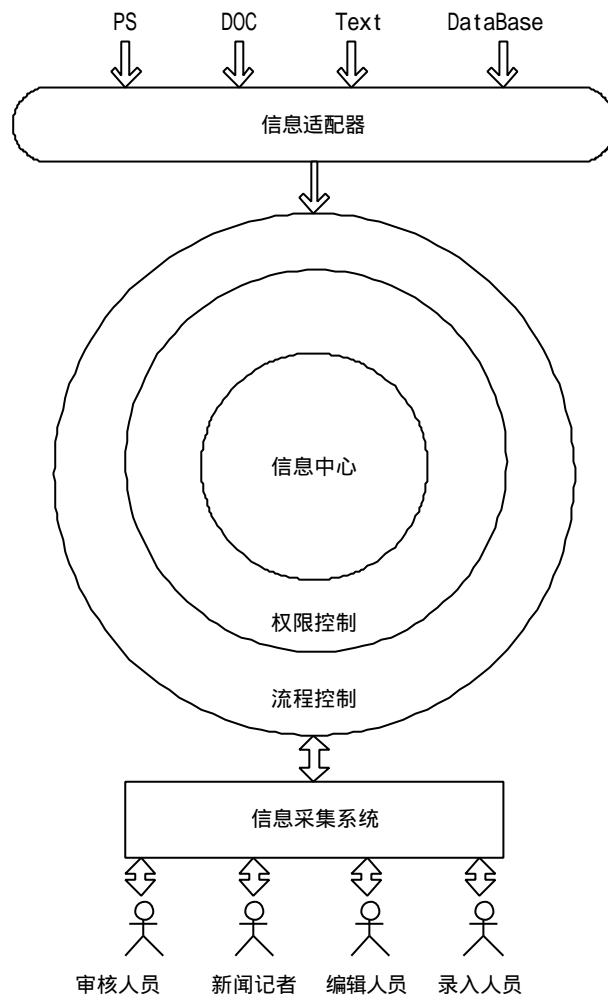 PS DOC Text DataBase
信息适配器
信息中心
权限控制
流程控制
信息采集系统
审核人员 新闻记者 编辑人员 录入人员